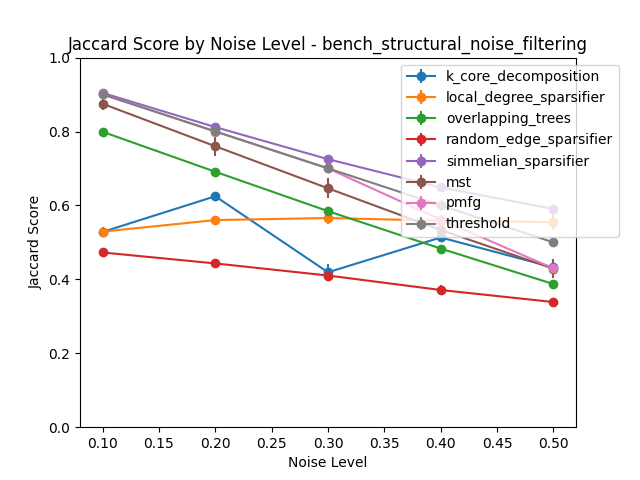 Jaccard Score by Noise Level - bench_structural_noise_filtering
1.0
0.8
0.6
0.4
0.2
0.0
Jaccard Score
0.10 0.15 0.20 0.25 0.30 0.35 0.40 0.45 0.50
Noise Level
k_core_decomposition
local_degree_sparsifier
overlapping_trees
random_edge_sparsifier
simmelian_sparsifier
mst
pmfg
threshold